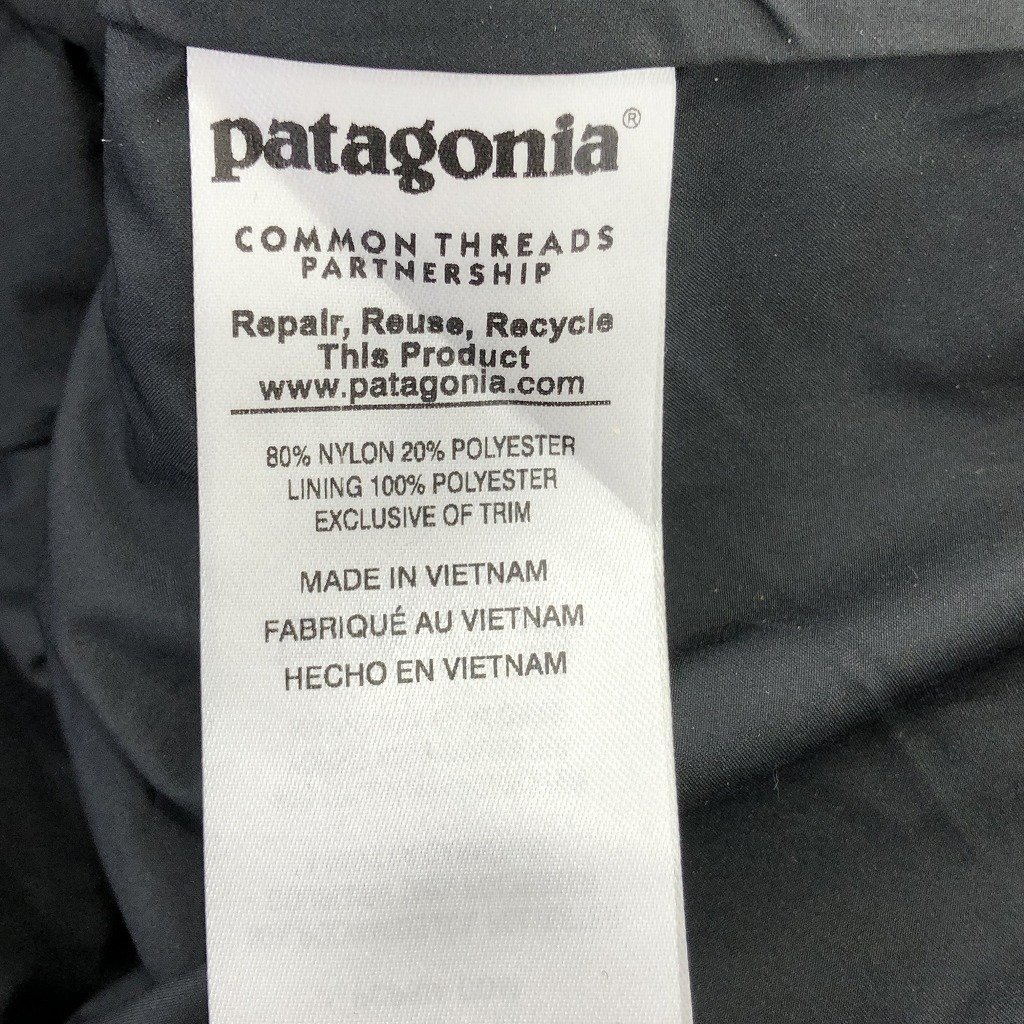 patagonia®
COMMON THREADS
PARTNERSHIP
Repair, Reuse, Recycle
This Product
www.patagonia.com
80% NYLON 20% POLYESTER
LINING 100% POLYESTER
EXCLUSIVE OF TRIM
MADE IN VIETNAM
FABRIQUÉ AU VIETNAM
HECHO EN VIETNAM